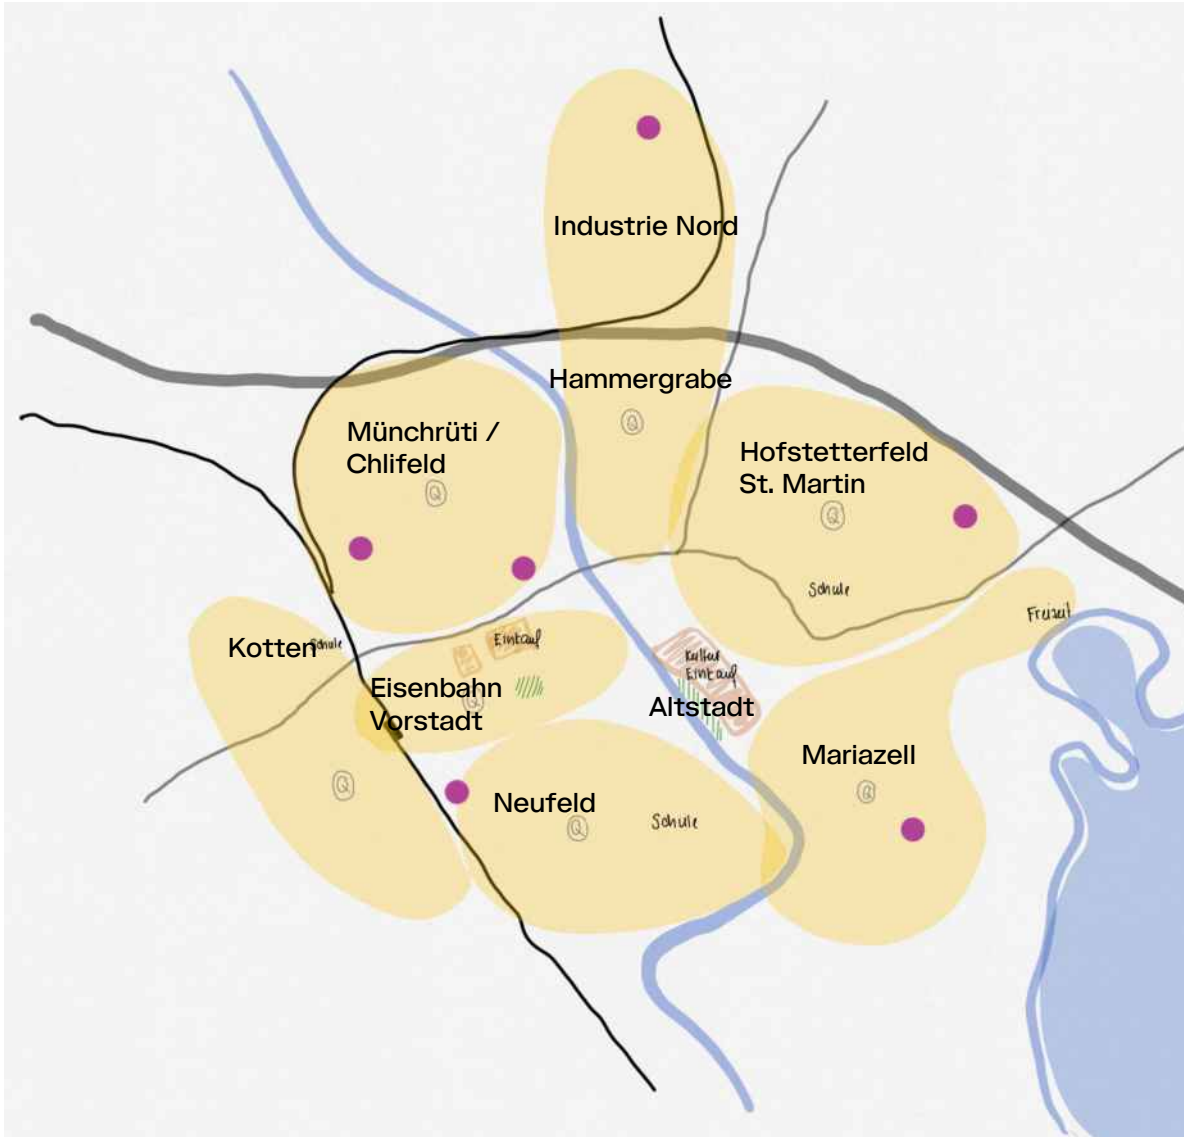 Industrie Nord
Hammergrabe
Q
Münchrüti /
Chlifeld
Q
Hofstetterfeld
St. Martin
Q
Schule
Freizeit
Kotten
Schule
Q
Einkauf
Eisenbahn
Vorstadt
Q
Kultur
Einkauf
Altstadt
Mariazell
Q
Neufeld
Q
Schule